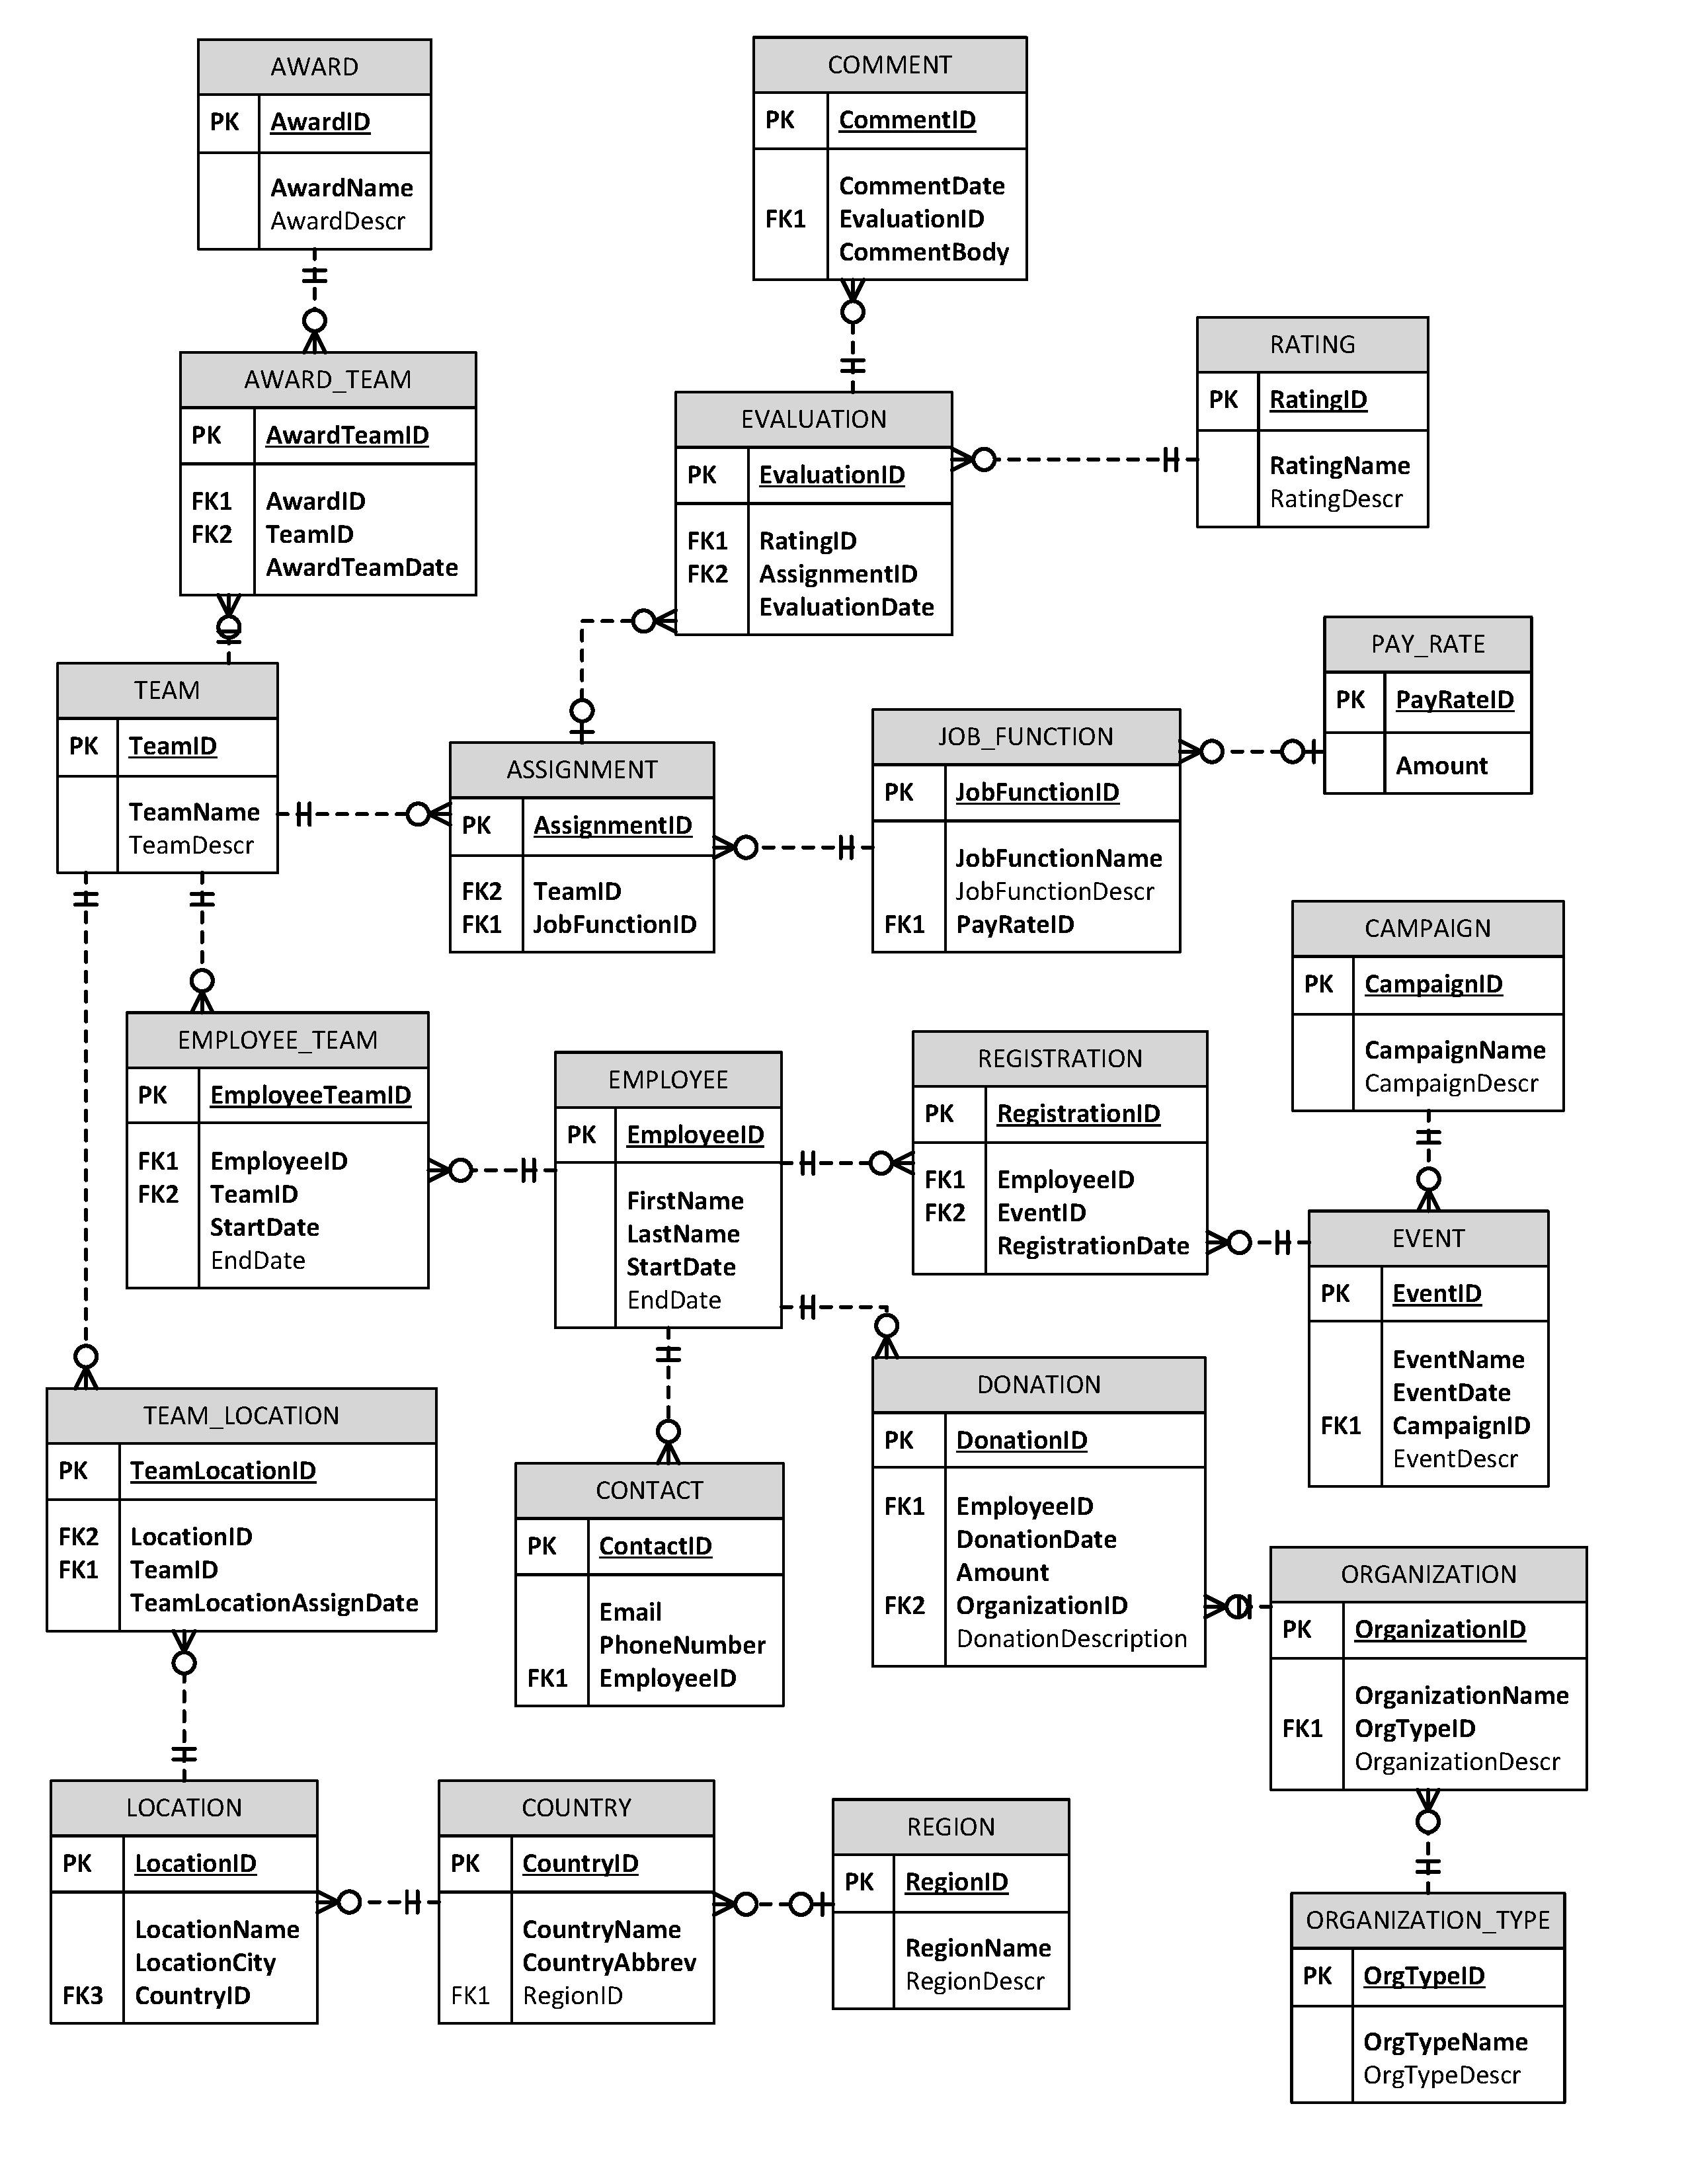 AWARD
PK AwardID
AwardName
AwardDescr
COMMENT
PK CommentID
CommentDate
FK1 EvaluationID
CommentBody
RATING
PK RatingID
RatingName
RatingDescr
AWARD_TEAM
PK AwardTeamID
FK1 AwardID
FK2 TeamID
AwardTeamDate
EVALUATION
PK EvaluationID
FK1 RatingID
FK2 AssignmentID
EvaluationDate
PAY_RATE
PK PayRateID
Amount
TEAM
PK TeamID
TeamName
TeamDescr
ASSIGNMENT
PK AssignmentID
FK2 TeamID
FK1 JobFunctionID
JOB_FUNCTION
PK JobFunctionID
JobFunctionName
JobFunctionDescr
FK1 PayRateID
CAMPAIGN
PK CampaignID
CampaignName
CampaignDescr
EMPLOYEE_TEAM
PK EmployeeTeamID
FK1 EmployeeID
FK2 TeamID
StartDate
EndDate
EMPLOYEE
PK EmployeeID
FirstName
LastName
StartDate
EndDate
REGISTRATION
PK RegistrationID
FK1 EmployeeID
FK2 EventID
RegistrationDate
EVENT
PK EventID
EventName
EventDate
FK1 CampaignID
EventDescr
TEAM_LOCATION
PK TeamLocationID
FK2 LocationID
FK1 TeamID
TeamLocationAssignDate
CONTACT
PK ContactID
Email
PhoneNumber
FK1 EmployeeID
DONATION
PK DonationID
FK1 EmployeeID
DonationDate
Amount
FK2 OrganizationID
DonationDescription
ORGANIZATION
PK OrganizationID
OrganizationName
FK1 OrgTypeID
OrganizationDescr
LOCATION
PK LocationID
LocationName
LocationCity
FK3 CountryID
COUNTRY
PK CountryID
CountryName
CountryAbbrev
FK1 RegionID
REGION
PK RegionID
RegionName
RegionDescr
ORGANIZATION_TYPE
PK OrgTypeID
OrgTypeName
OrgTypeDescr